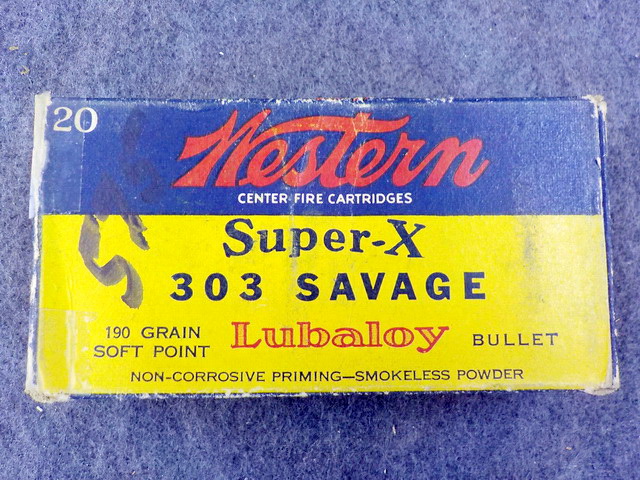 20
Western
CENTER FIRE CARTRIDGES
Super-X
303 SAVAGE
190 GRAIN
SOFT POINT
Lubaloy
BULLET
NON-CORROSIVE PRIMING—SMOKELESS POWDER